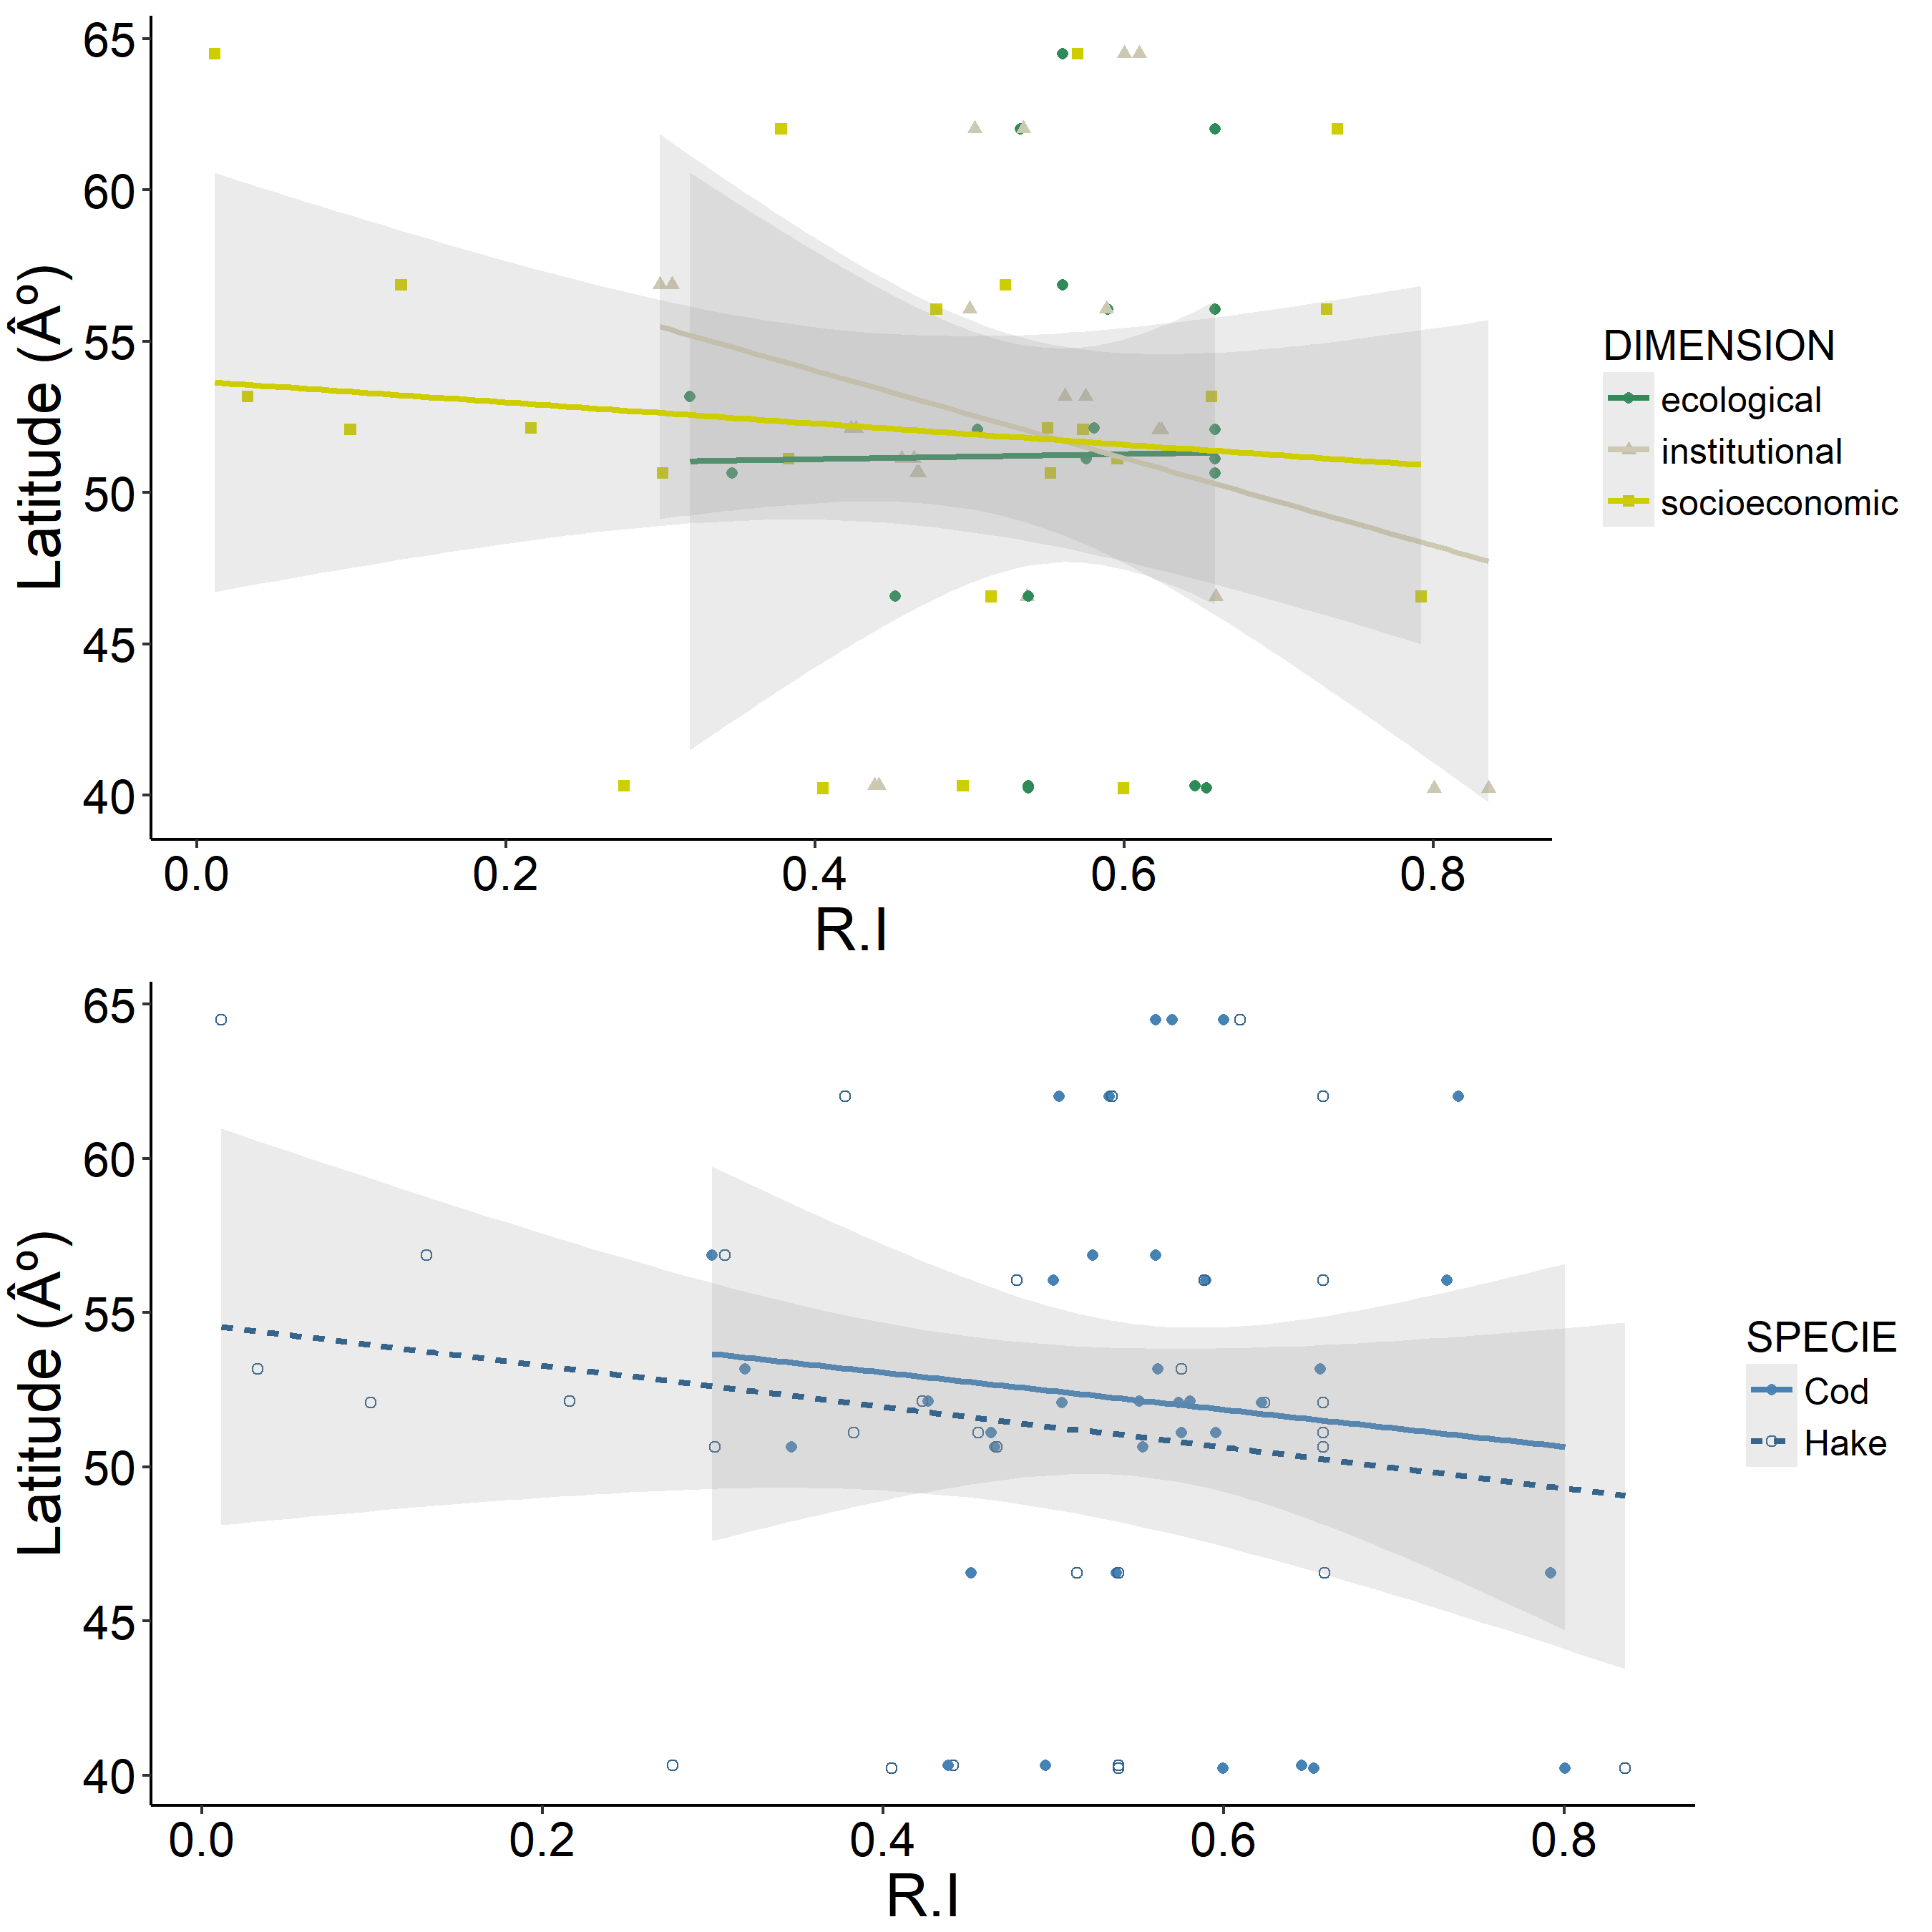 65
60
55
50
45
40
Latitude (Âº)
0.0 0.2 0.4 0.6 0.8
R.I
DIMENSION
ecological
institutional
socioeconomic
65
60
55
50
45
40
Latitude (Âº)
0.0 0.2 0.4 0.6 0.8
R.I
SPECIE
Cod
Hake